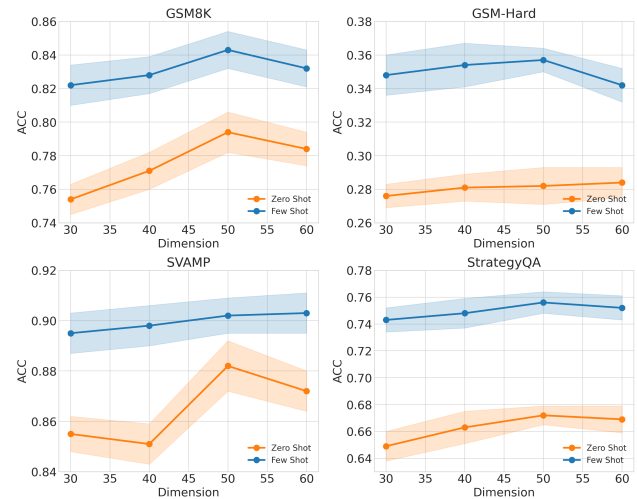 GSM8K
0.86
0.84
0.82
0.80
0.78
0.76
0.74
ACC
30 35 40 45 50 55 60
Dimension
Zero Shot
Few Shot
GSM-Hard
0.38
0.36
0.34
0.32
0.30
0.28
0.26
ACC
30 35 40 45 50 55 60
Dimension
Zero Shot
Few Shot
SVAMP
0.92
0.90
0.88
0.86
0.84
ACC
30 35 40 45 50 55 60
Dimension
Zero Shot
Few Shot
StrategyQA
0.78
0.76
0.74
0.72
0.70
0.68
0.66
0.64
ACC
30 35 40 45 50 55 60
Dimension
Zero Shot
Few Shot